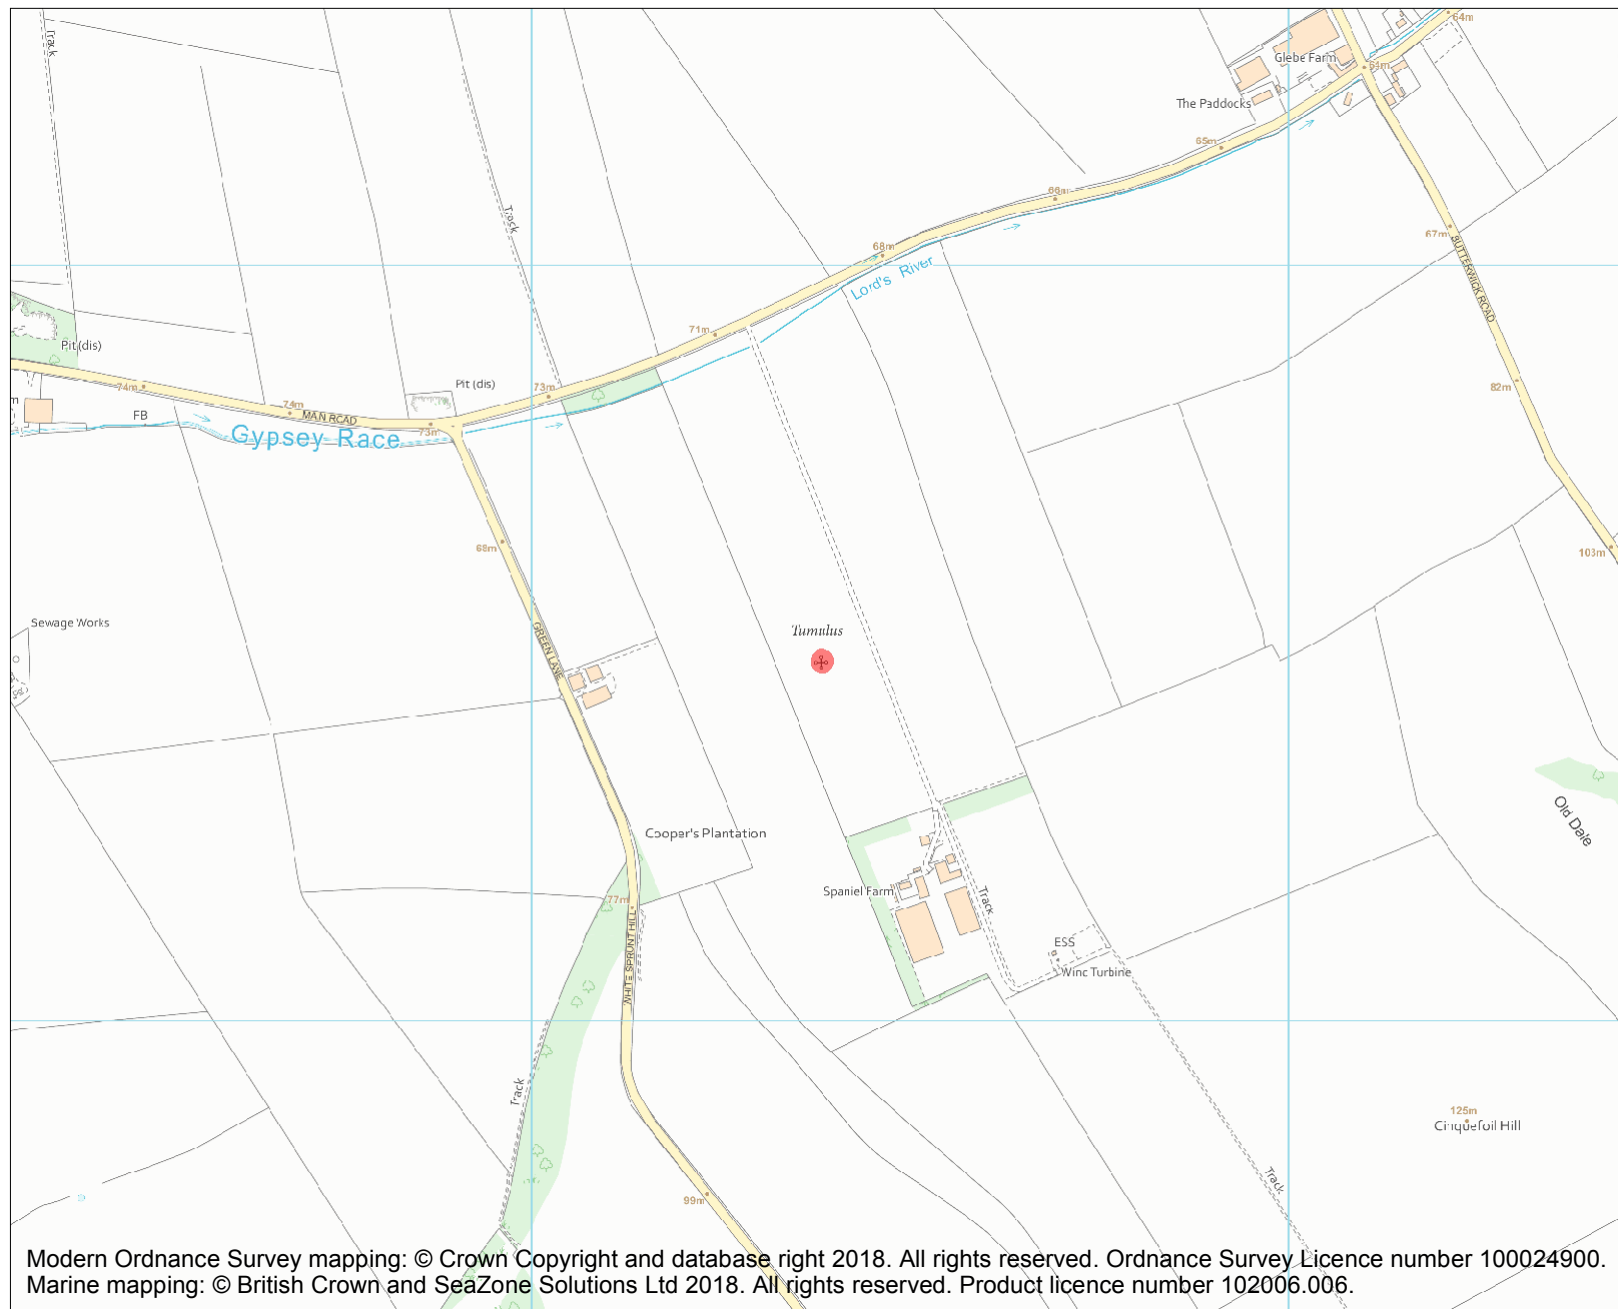 64m
Track
Glebe Farm
64m
The Paddocks
65m
66m
Track
67m
BUTTERWICK ROAD
68m
Lord's River
71m
Pit (dis)
74m
Pit (dis)
73m
82m
74m
MAIN ROAD
FB
73m
Gypsey Race
68m
103m
Sewage Works
GREEN LANE
Tumulus
Old Dale
Cooper's Plantation
Spaniel Farm
77m
Track
ESS
Wind Turbine
WHITE SPRUNT HILL
Track
125m
Cinquefoil Hill
Track
99m
Modern Ordnance Survey mapping: © Crown Copyright and database right 2018. All rights reserved. Ordnance Survey Licence number 100024900.
Marine mapping: © British Crown and SeaZone Solutions Ltd 2018. All rights reserved. Product licence number 102006.006.